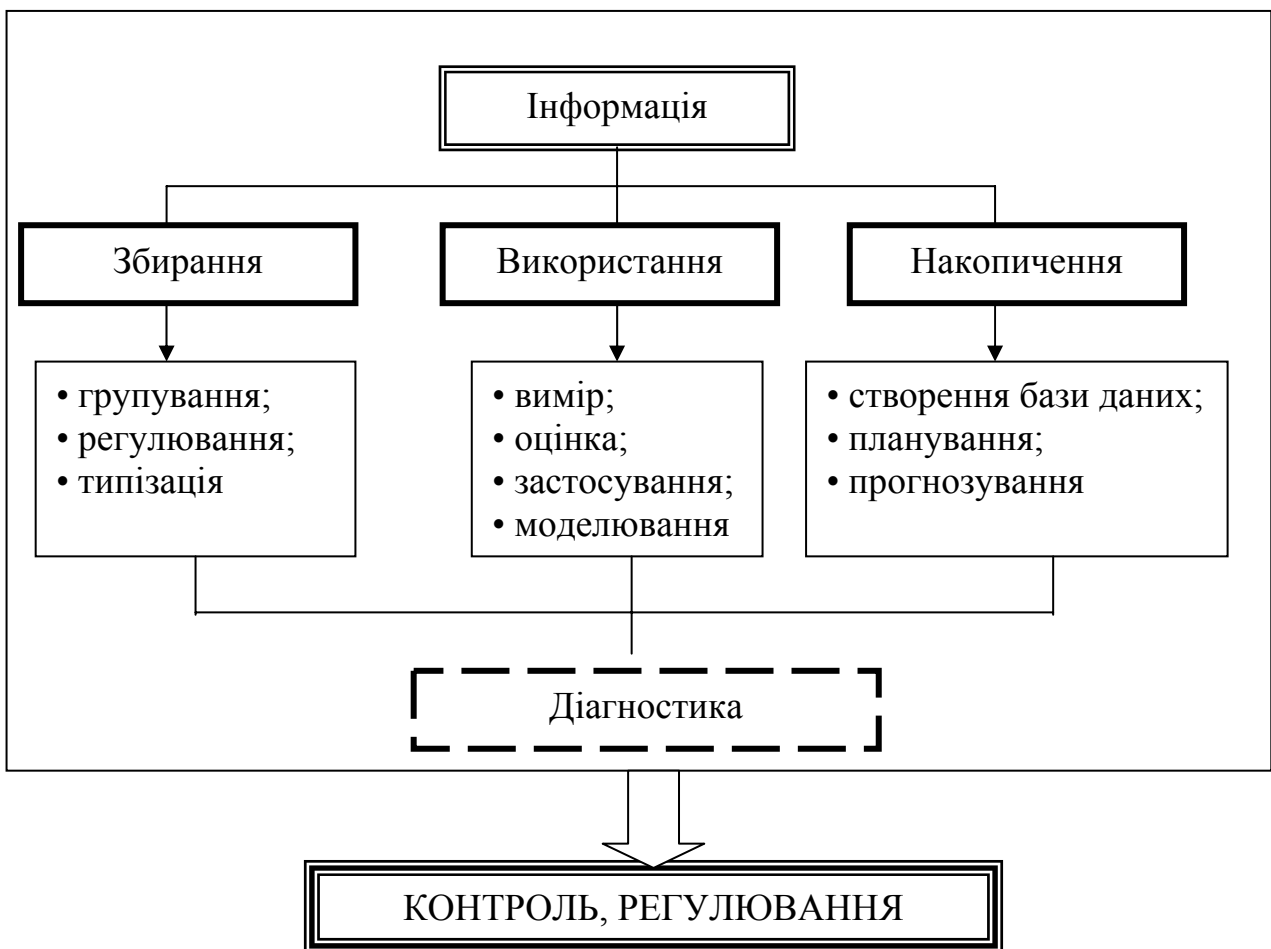 Інформація
Збирання
Використання
Накопичення
• групування;
• регулювання;
• типізація
• вимір;
• оцінка;
• застосування;
• моделювання
• створення бази даних;
• планування;
• прогнозування
Діагностика
КОНТРОЛЬ, РЕГУЛЮВАННЯ